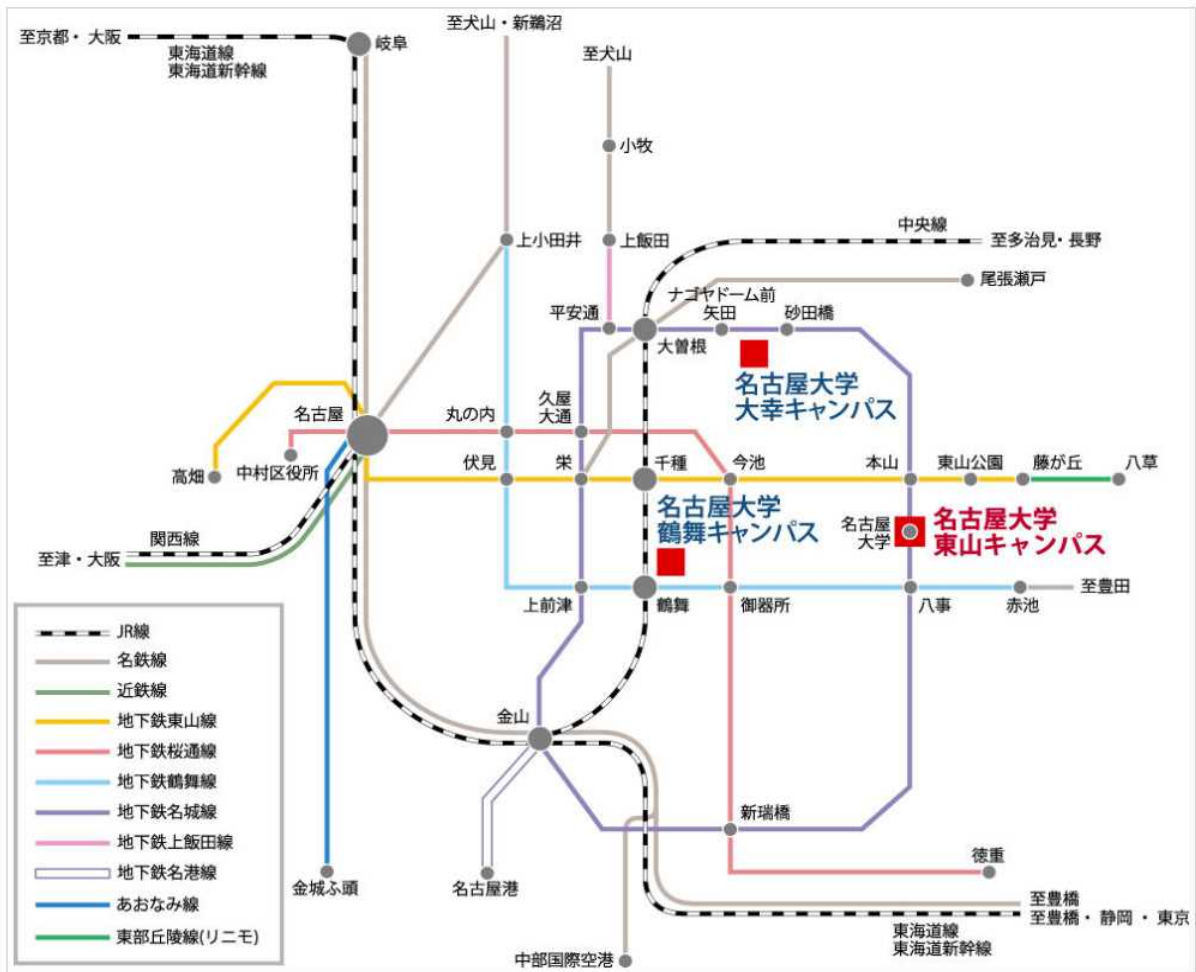 至犬山・新鵜沼
至京都・大阪
東海道線
東海道新幹線
岐阜
至犬山
小牧
上小田井
上飯田
中央線
至多治見・長野
尾張瀬戸
ナゴヤドーム前
矢田
砂田橋
平安通
大曽根
名古屋大学
大幸キャンパス
名古屋
丸の内
久屋
大通
高畑
中村区役所
伏見
栄
千種
今池
本山
東山公園
藤が丘
八草
名古屋大学
鶴舞キャンパス
名古屋
大学
名古屋大学
東山キャンパス
関西線
至津・大阪
上前津
鶴舞
御器所
八事
赤池
至豊田
JR線
名鉄線
近鉄線
地下鉄東山線
地下鉄桜通線
地下鉄鶴舞線
地下鉄名城線
地下鉄上飯田線
地下鉄名港線
あおなみ線
東部丘陵線(リニモ)
金山
新瑞橋
金城ふ頭
名古屋港
徳重
至豊橋
至豊橋・静岡・東京
東海道線
東海道新幹線
中部国際空港